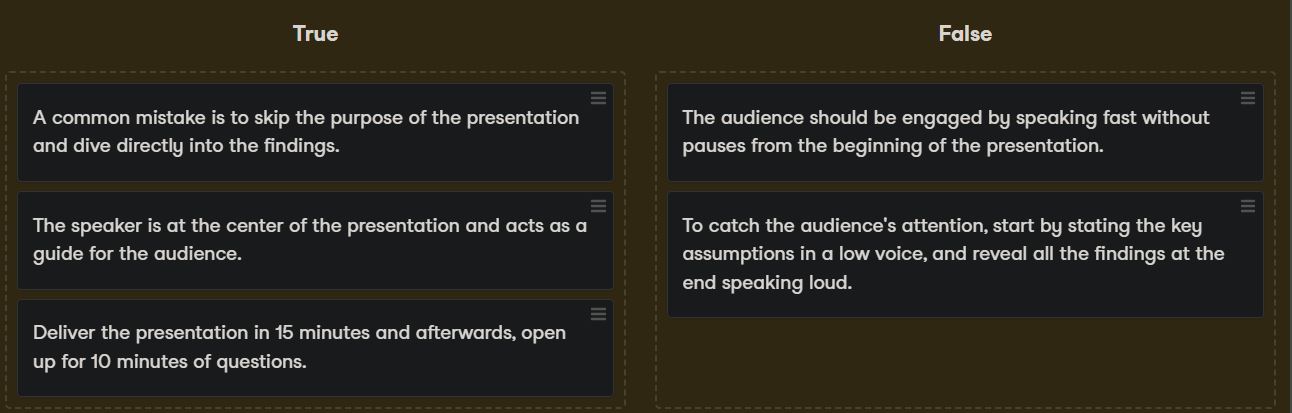 True
A common mistake is to skip the purpose of the presentation
and dive directly into the findings.
The speaker is at the center of the presentation and acts as a
guide for the audience.
Deliver the presentation in 15 minutes and afterwards, open
up for 10 minutes of questions.
False
The audience should be engaged by speaking fast without
pauses from the beginning of the presentation.
To catch the audience's attention, start by stating the key
assumptions in a low voice, and reveal all the findings at the
end speaking loud.